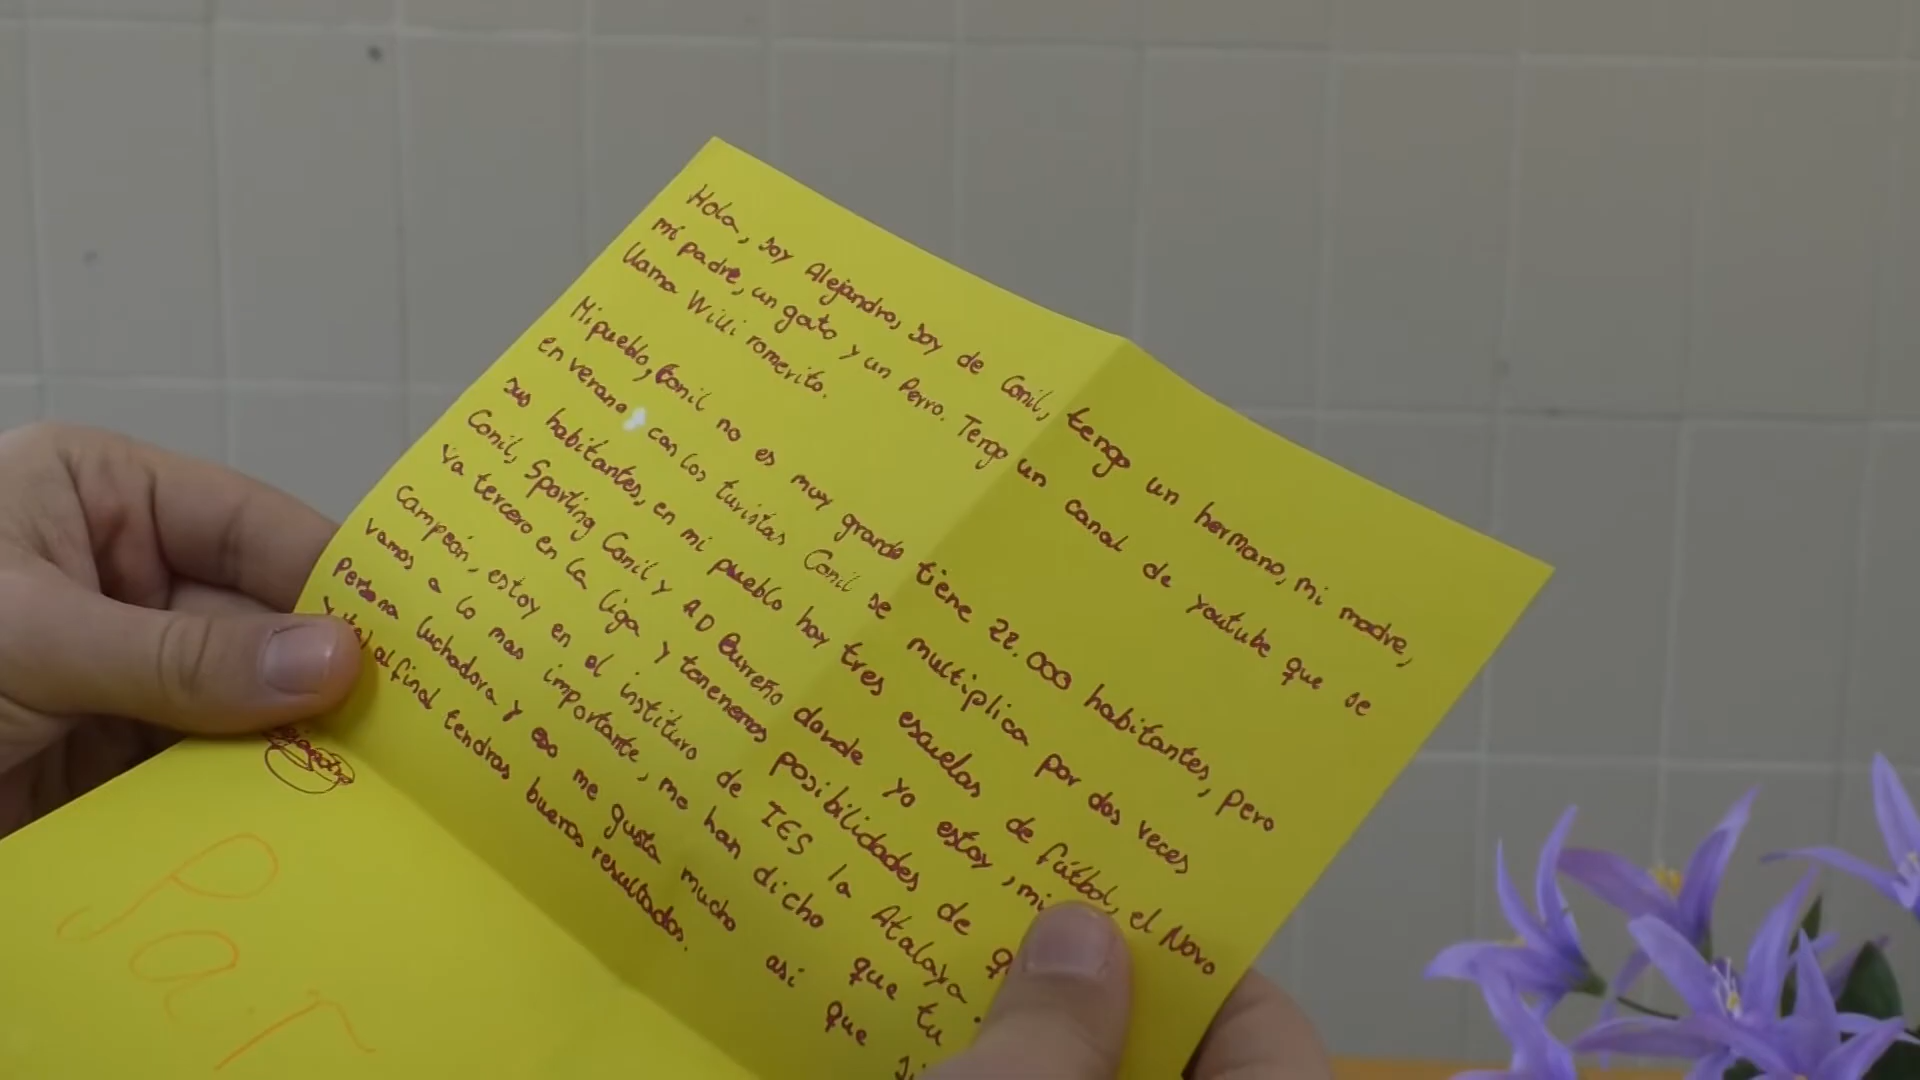 Hola, soy Alejandro, soy de Conil, tengo un hermano, mi madre,
mi padre, un gato y un Perro. Tengo un canal de youtube que se
llama Willi romerito.
Mi pueblo, Conil no es muy grande tiene 22.000 habitantes, pero
en verano con los turistas Conil se multiplica por dos veces
sus habitantes, en mi pueblo hay tres escuelas de fútbol, el Novo
Conil, Sporting Conil y AD Gurreño donde yo estoy, mi
va tercero en la liga y tenemos posibilidades de
Campeón, estoy en el instituto de IES la Atalaya.
vamos a lo mas importante, me han dicho que tu
persona luchadora y eso me gusta mucho asi que
y al final tendras buenos resultados.
Par